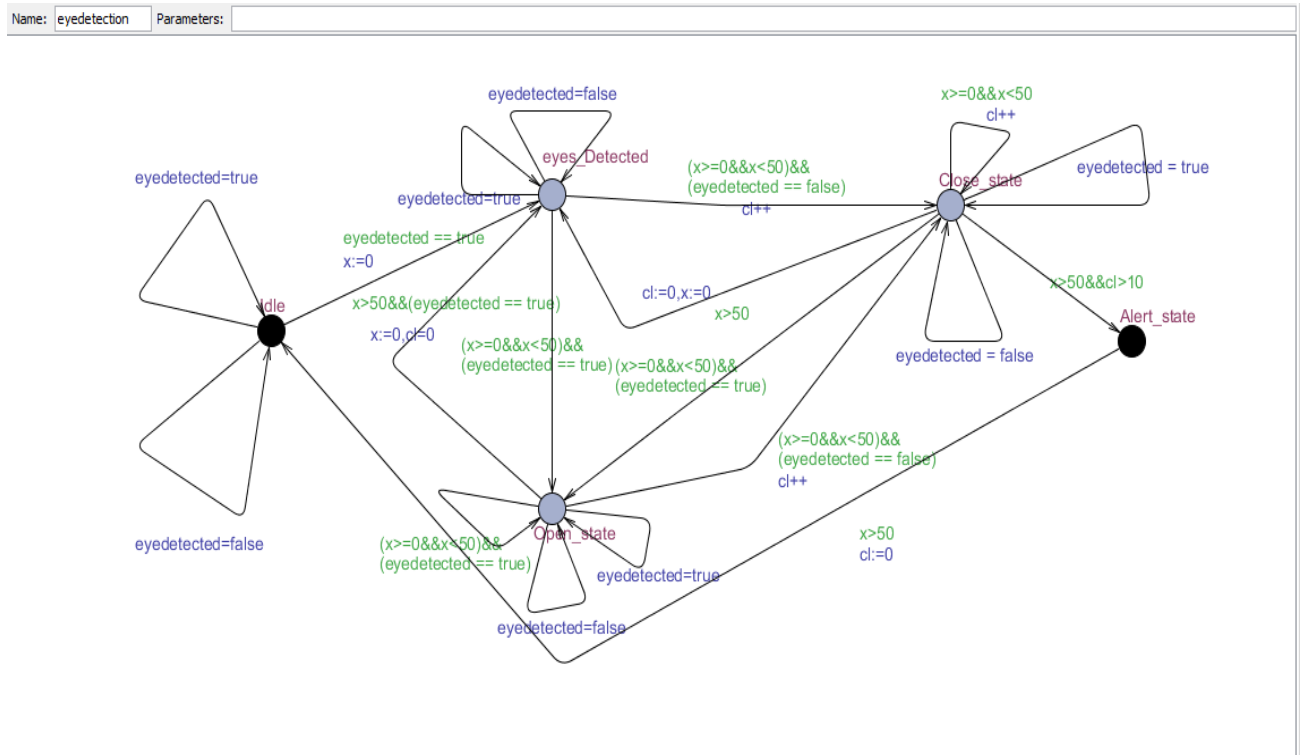 Name: eyedetection Parameters:
eyedetected=false
x>=0&&x<50
cl++
eyes_Detected
(x>=0&&x<50)&&
(eyedetected == false)
cl++
eyedetected = true
Close_state
eyedetected=true
eyedetected=true
eyedetected == true
x:=0
Idle
x>50&&(eyedetected == true)
x:=0,cl=0
cl:=0,x:=0
x>50
x>50&&cl>10
Alert_state
(x>=0&&x<50)&&
(eyedetected == true)
(x>=0&&x<50)&&
(eyedetected == true)
eyedetected = false
(x>=0&&x<50)&&
(eyedetected == false)
cl++
eyedetected=false
(x>=0&&x<50)&&
(eyedetected == true)
Open_state
eyedetected=true
eyedetected=false
x>50
cl:=0